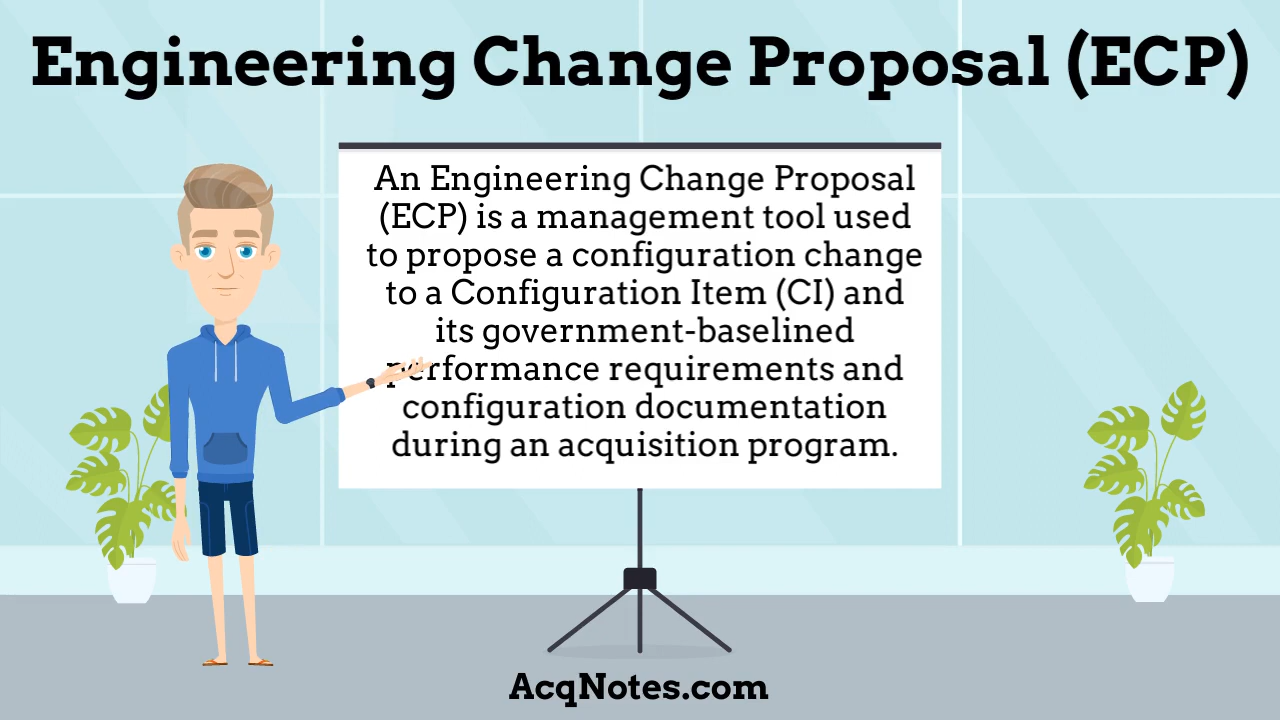 Engineering Change Proposal (ECP)
An Engineering Change Proposal
(ECP) is a management tool used
to propose a configuration change
to a Configuration Item (CI) and
its government-baselined
performance requirements and
configuration documentation
during an acquisition program.
AcqNotes.com